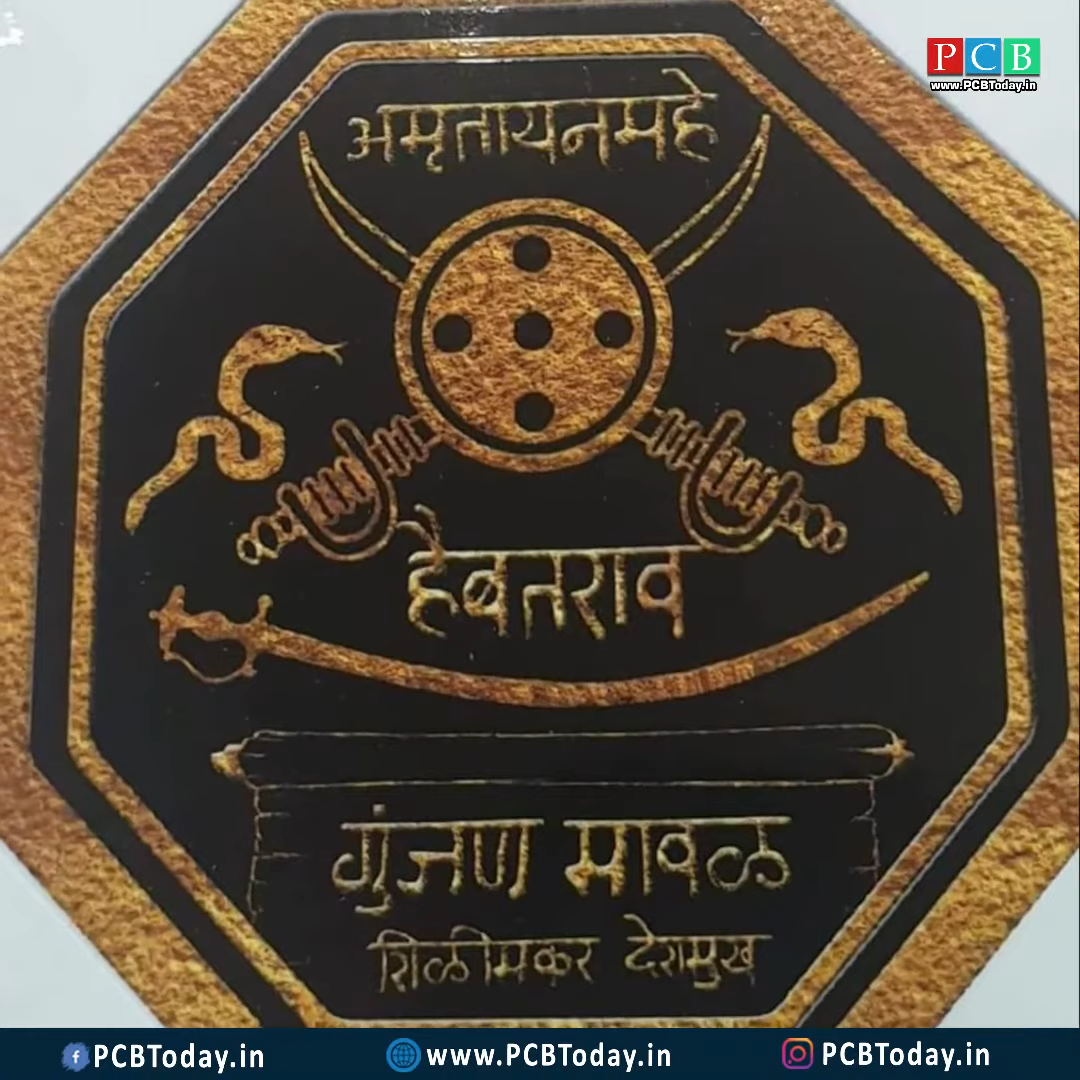 PCB
www.PCBToday.in
अमृतायनमहे
हैबतराव
गुंजण मावळ
शिळीमकर देशमुख
PCBToday.in
www.PCBToday.in
PCBToday.in